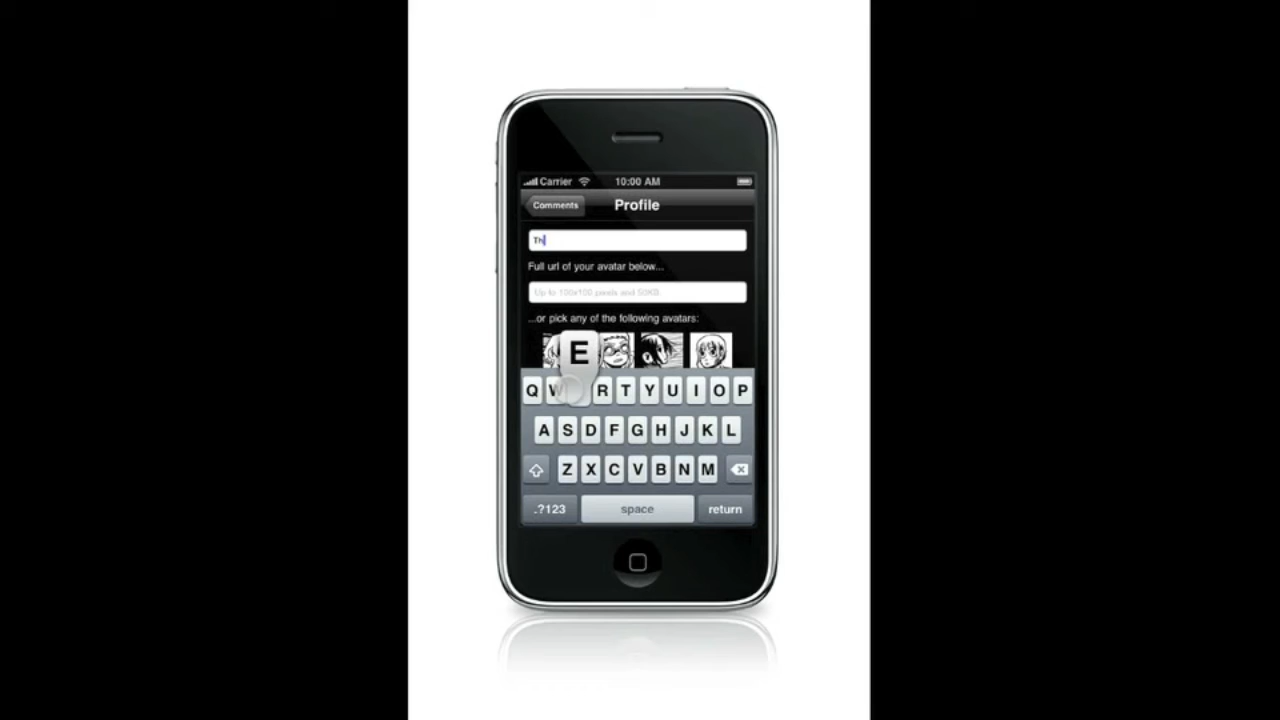 Carrier 10:00 AM
Comments Profile
Th
Full url of your avatar below...
Up to 100x100 pixels and 50KB.
...or pick any of the following avatars:
E
Q W R T Y U I O P
A S D F G H J K L
Z X C V B N M
.?123 space return